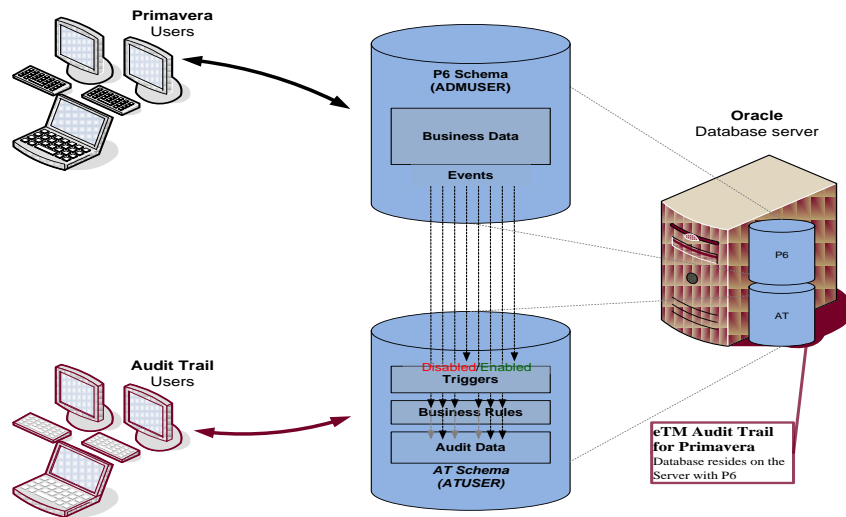 Primavera
Users
P6 Schema
(ADMUSER)
Business Data
Events
Oracle
Database server
P6
AT
Audit Trail
Users
Disabled/Enabled
Triggers
Business Rules
Audit Data
AT Schema
(ATUSER)
eTM Audit Trail
for Primavera
Database resides on the
Server with P6